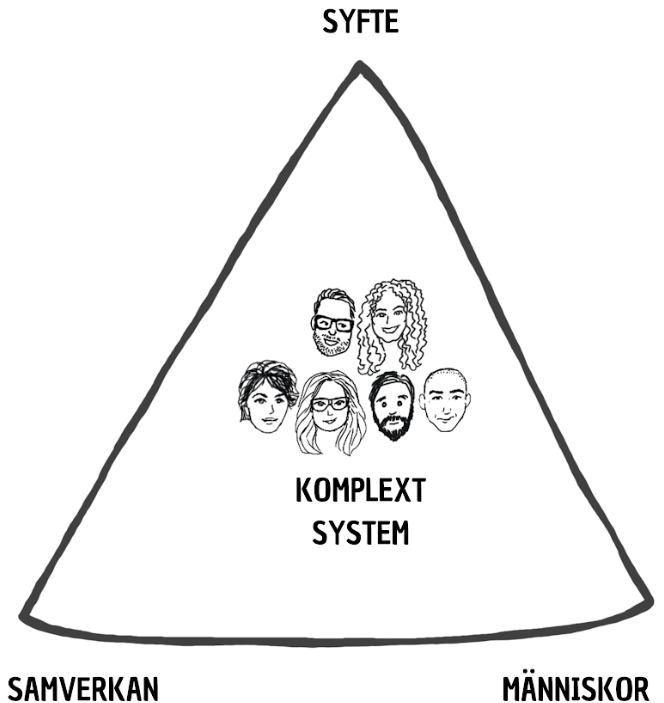 SYFTE
KOMPLEXT
SYSTEM
SAMVERKAN
MÄNNISKOR